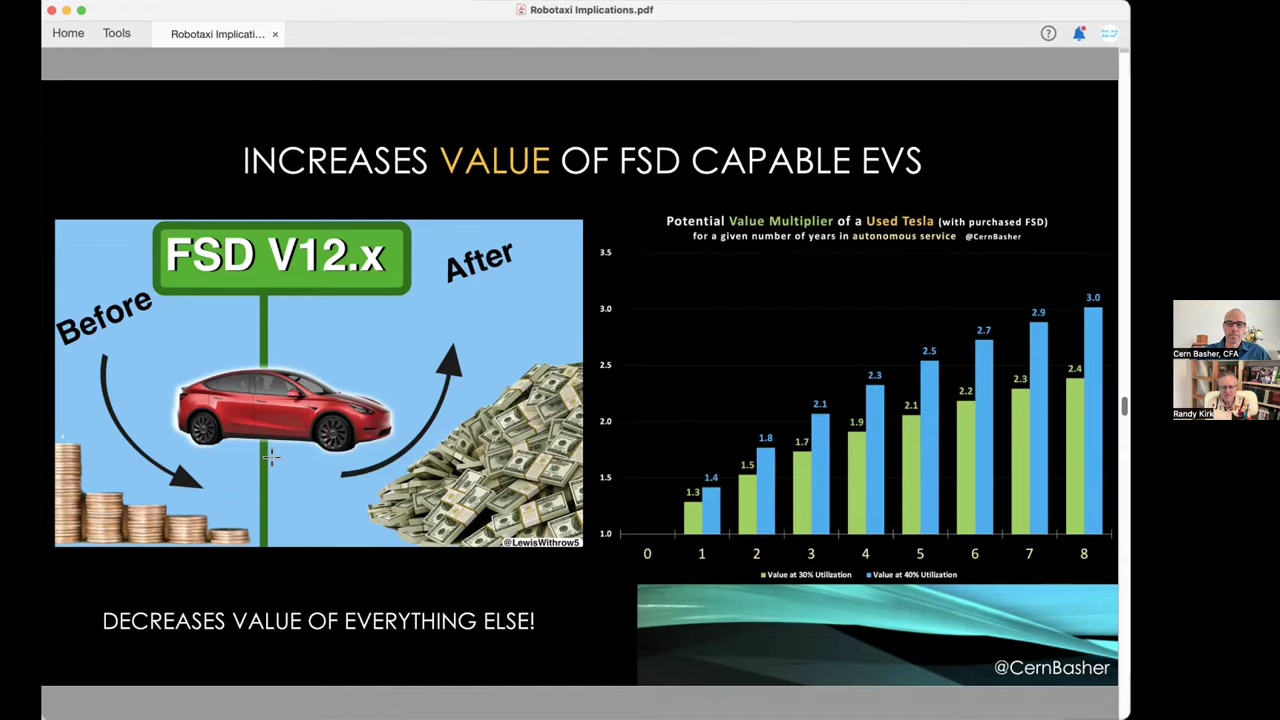 Robotaxi Implications.pdf
Home
Tools
Robotaxi Implicati...
×
?
INCREASES VALUE OF FSD CAPABLE EVS
FSD V12.x
Before
After
@LewisWithrow5
DECREASES VALUE OF EVERYTHING ELSE!
Potential Value Multiplier of a Used Tesla (with purchased FSD)
for a given number of years in autonomous service @CernBasher
3.5
3.0
2.5
2.0
1.5
1.0
1.3
1.4
1.5
1.8
1.7
2.1
1.9
2.3
2.1
2.5
2.2
2.7
2.3
2.9
2.4
3.0
0 1 2 3 4 5 6 7 8
Value at 30% Utilization Value at 40% Utilization
@CernBasher
Cern Basher, CFA
Randy Kirk